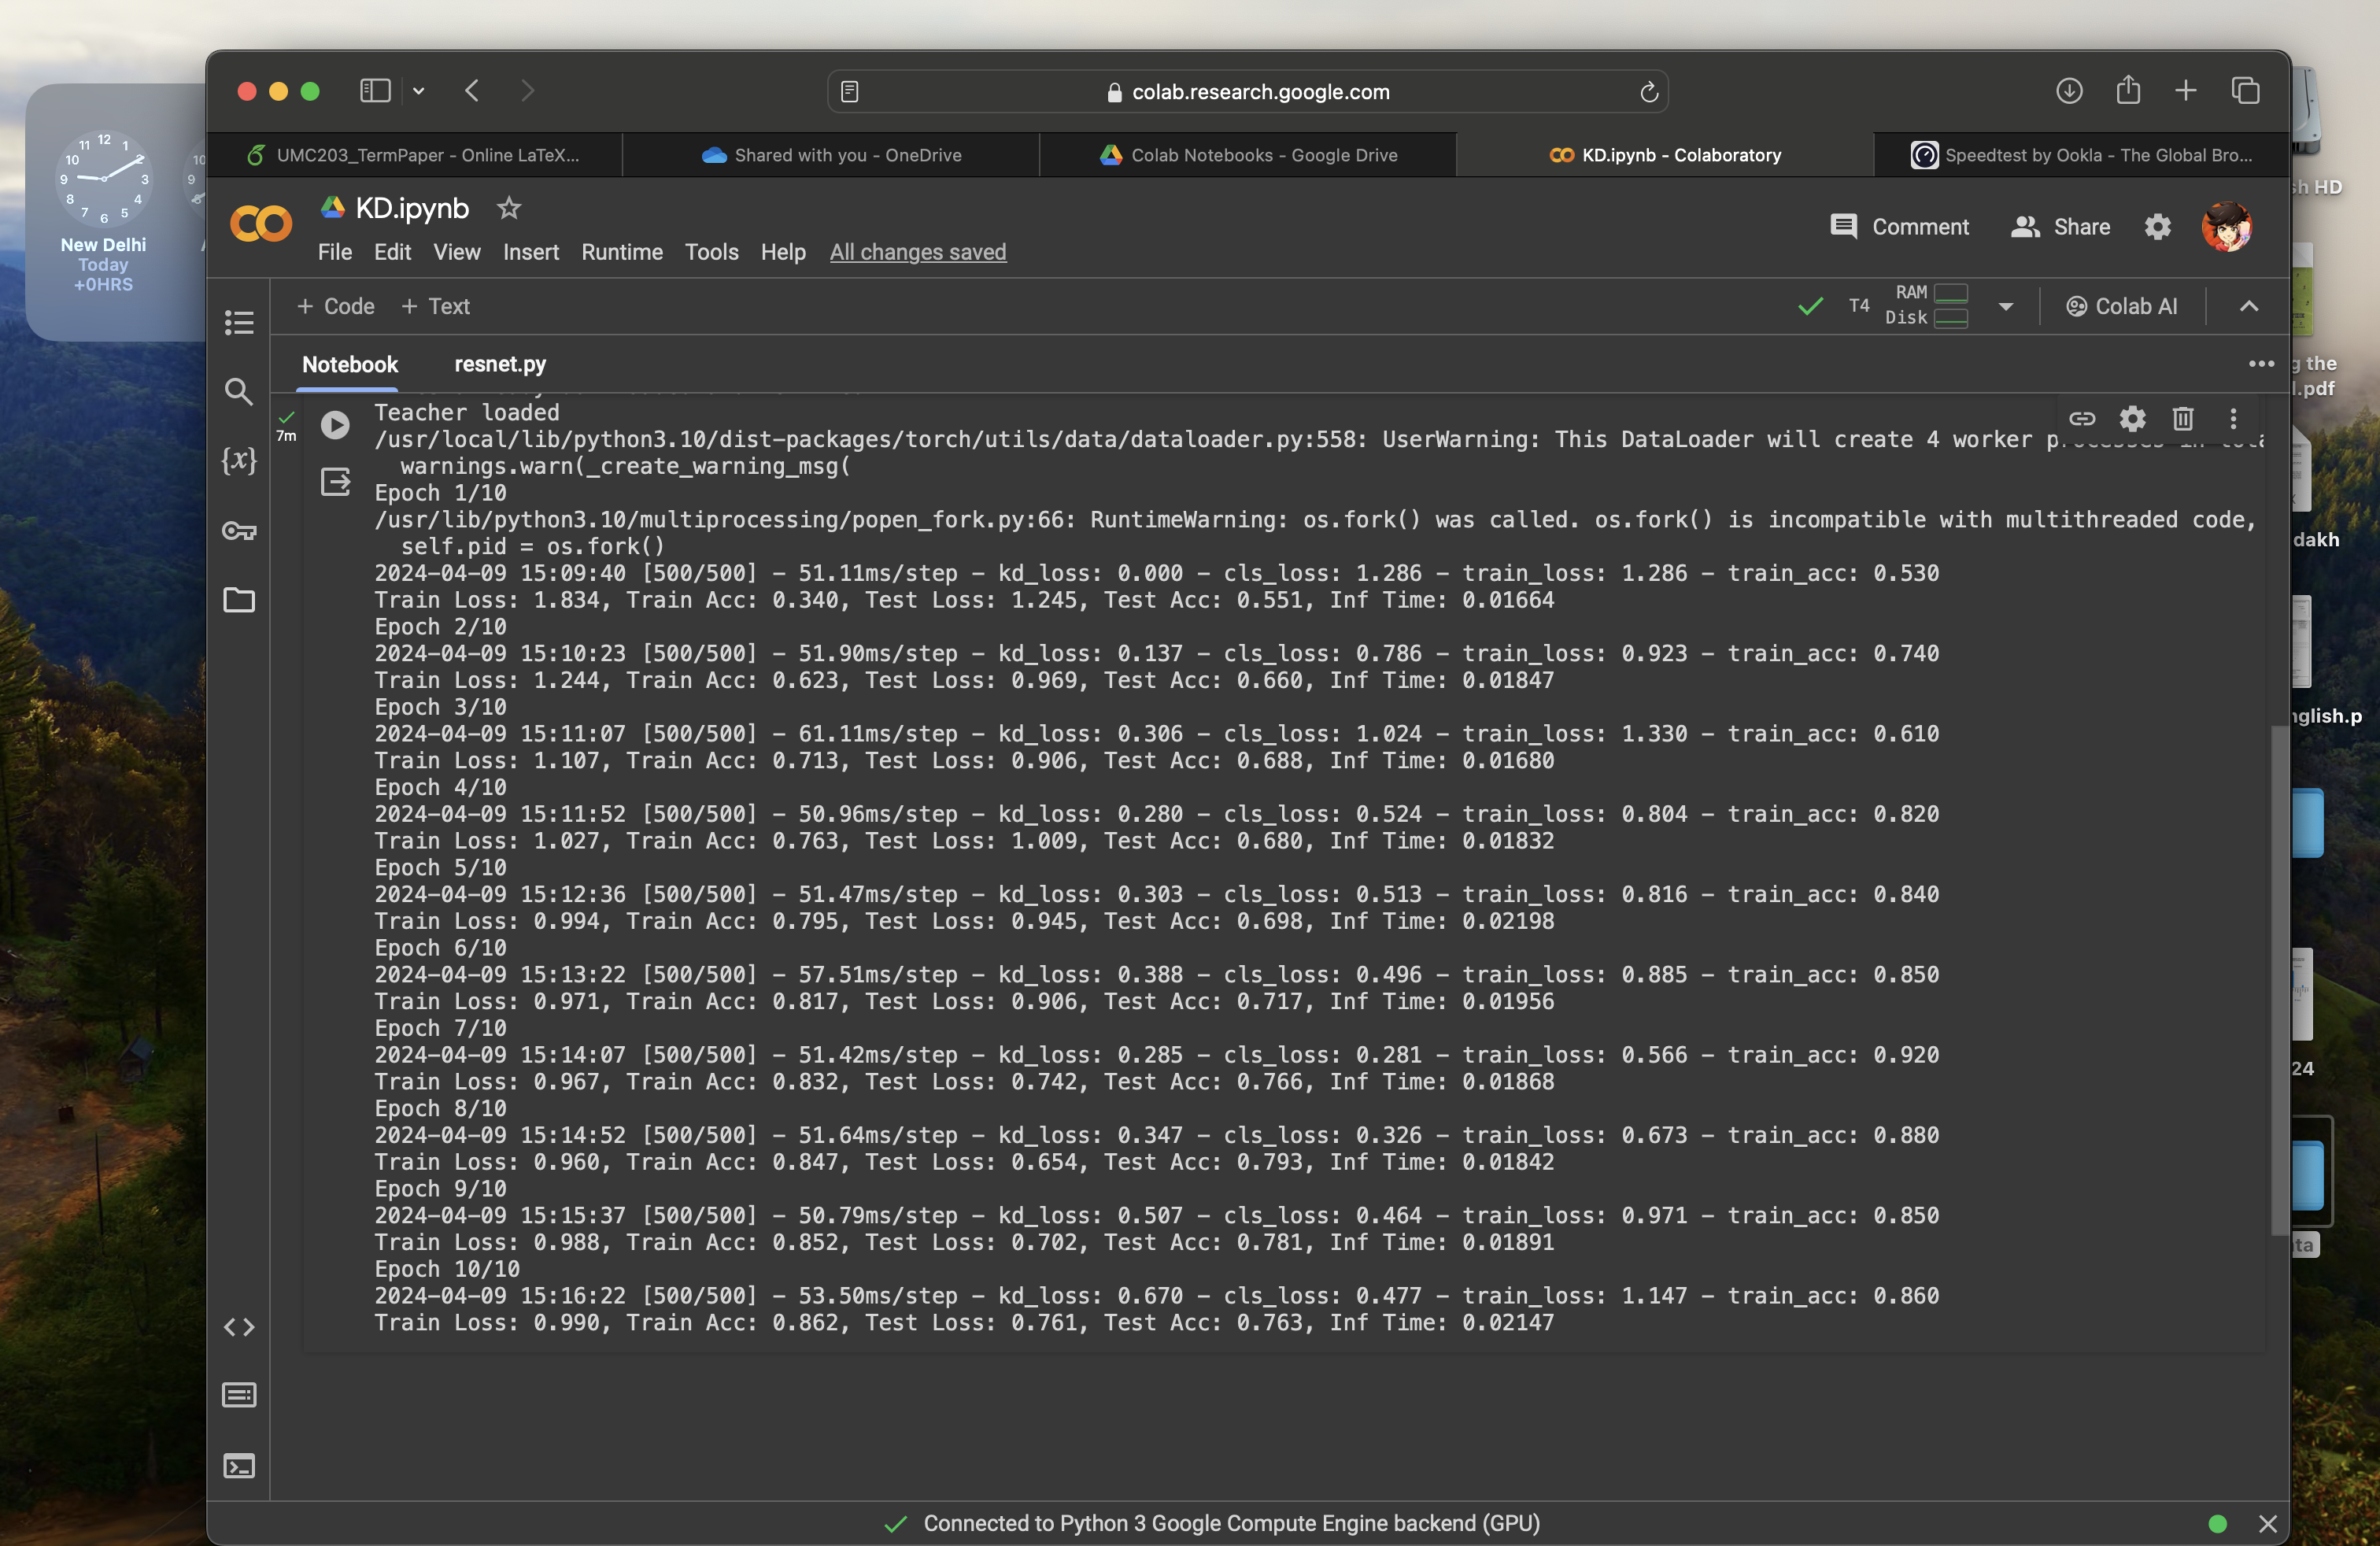 colab.research.google.com
UMC203_TermPaper - Online LaTeX...
Shared with you - OneDrive
Colab Notebooks - Google Drive
KD.ipynb - Colaboratory
Speedtest by Ookla - The Global Bro...
12
11 1
10 2
9 3
8 4
7 6 5
New Delhi
Today
+0HRS
KD.ipynb
Comment
Share
File Edit View Insert Runtime Tools Help All changes saved
+ Code + Text
T4
RAM
Disk
Colab AI
Notebook
resnet.py
7m
Teacher loaded
/usr/local/lib/python3.10/dist-packages/torch/utils/data/dataloader.py:558: UserWarning: This DataLoader will create 4 worker processes in
warnings.warn(_create_warning_msg(
Epoch 1/10
/usr/lib/python3.10/multiprocessing/popen_fork.py:66: RuntimeWarning: os.fork() was called. os.fork() is incompatible with multithreaded code,
self.pid = os.fork()
2024-04-09 15:09:40 [500/500] - 51.11ms/step - kd_loss: 0.000 - cls_loss: 1.286 - train_loss: 1.286 - train_acc: 0.530
Train Loss: 1.834, Train Acc: 0.340, Test Loss: 1.245, Test Acc: 0.551, Inf Time: 0.01664
Epoch 2/10
2024-04-09 15:10:23 [500/500] - 51.90ms/step - kd_loss: 0.137 - cls_loss: 0.786 - train_loss: 0.923 - train_acc: 0.740
Train Loss: 1.244, Train Acc: 0.623, Test Loss: 0.969, Test Acc: 0.660, Inf Time: 0.01847
Epoch 3/10
2024-04-09 15:11:07 [500/500] - 61.11ms/step - kd_loss: 0.306 - cls_loss: 1.024 - train_loss: 1.330 - train_acc: 0.610
Train Loss: 1.107, Train Acc: 0.713, Test Loss: 0.906, Test Acc: 0.688, Inf Time: 0.01680
Epoch 4/10
2024-04-09 15:11:52 [500/500] - 50.96ms/step - kd_loss: 0.280 - cls_loss: 0.524 - train_loss: 0.804 - train_acc: 0.820
Train Loss: 1.027, Train Acc: 0.763, Test Loss: 1.009, Test Acc: 0.680, Inf Time: 0.01832
Epoch 5/10
2024-04-09 15:12:36 [500/500] - 51.47ms/step - kd_loss: 0.303 - cls_loss: 0.513 - train_loss: 0.816 - train_acc: 0.840
Train Loss: 0.994, Train Acc: 0.795, Test Loss: 0.945, Test Acc: 0.698, Inf Time: 0.02198
Epoch 6/10
2024-04-09 15:13:22 [500/500] - 57.51ms/step - kd_loss: 0.388 - cls_loss: 0.496 - train_loss: 0.885 - train_acc: 0.850
Train Loss: 0.971, Train Acc: 0.817, Test Loss: 0.906, Test Acc: 0.717, Inf Time: 0.01956
Epoch 7/10
2024-04-09 15:14:07 [500/500] - 51.42ms/step - kd_loss: 0.285 - cls_loss: 0.281 - train_loss: 0.566 - train_acc: 0.920
Train Loss: 0.967, Train Acc: 0.832, Test Loss: 0.742, Test Acc: 0.766, Inf Time: 0.01868
Epoch 8/10
2024-04-09 15:14:52 [500/500] - 51.64ms/step - kd_loss: 0.347 - cls_loss: 0.326 - train_loss: 0.673 - train_acc: 0.880
Train Loss: 0.960, Train Acc: 0.847, Test Loss: 0.654, Test Acc: 0.793, Inf Time: 0.01842
Epoch 9/10
2024-04-09 15:15:37 [500/500] - 50.79ms/step - kd_loss: 0.507 - cls_loss: 0.464 - train_loss: 0.971 - train_acc: 0.850
Train Loss: 0.988, Train Acc: 0.852, Test Loss: 0.702, Test Acc: 0.781, Inf Time: 0.01891
Epoch 10/10
2024-04-09 15:16:22 [500/500] - 53.50ms/step - kd_loss: 0.670 - cls_loss: 0.477 - train_loss: 1.147 - train_acc: 0.860
Train Loss: 0.990, Train Acc: 0.862, Test Loss: 0.761, Test Acc: 0.763, Inf Time: 0.02147
Connected to Python 3 Google Compute Engine backend (GPU)
sh HD
g the
l.pdf
dakh
nglish.p
24
ta